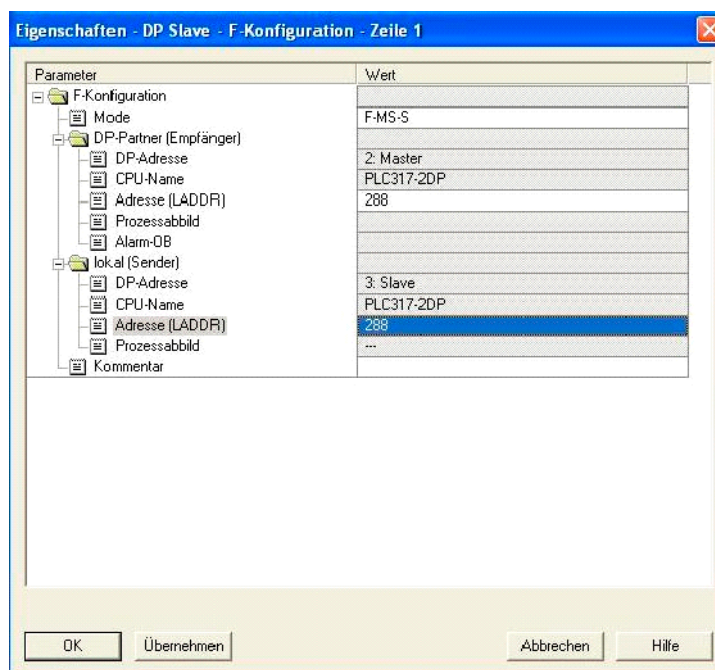 Eigenschaften - DP Slave - F-Konfiguration - Zeile 1
Parameter Wert
F-Konfiguration
Mode F-MS-S
DP-Partner (Empfänger)
DP-Adresse 2: Master
CPU-Name PLC317-2DP
Adresse (LADDR) 288
Prozessabbild
Alarm-OB
lokal (Sender)
DP-Adresse 3: Slave
CPU-Name PLC317-2DP
Adresse (LADDR) 288
Prozessabbild ---
Kommentar
OK Übernehmen Abbrechen Hilfe